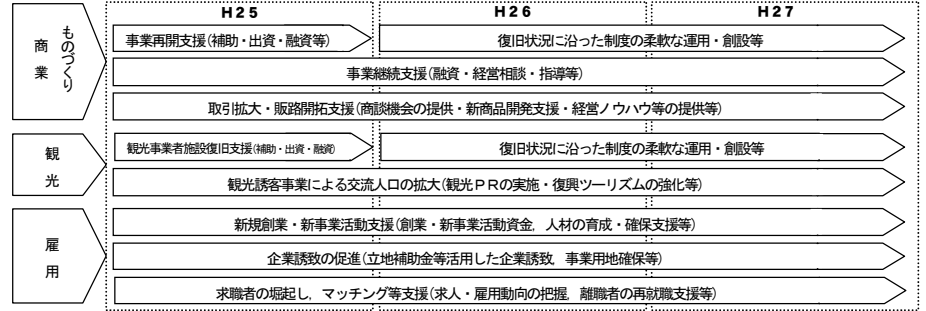 H25
H26
H27
ものづくり
商業
事業再開支援(補助・出資・融資等)
復旧状況に沿った制度の柔軟な運用・創設等
事業継続支援(融資・経営相談・指導等)
取引拡大・販路開拓支援(商談機会の提供・新商品開発支援・経営ノウハウ等の提供等)
観光
観光事業者施設復旧支援(補助・出資・融資)
復旧状況に沿った制度の柔軟な運用・創設等
観光誘客事業による交流人口の拡大(観光PRの実施・復興ツーリズムの強化等)
雇用
新規創業・新事業活動支援(創業・新事業活動資金,人材の育成・確保支援等)
企業誘致の促進(立地補助金等活用した企業誘致,事業用地確保等)
求職者の堀起し,マッチング等支援(求人・雇用動向の把握,離職者の再就職支援等)